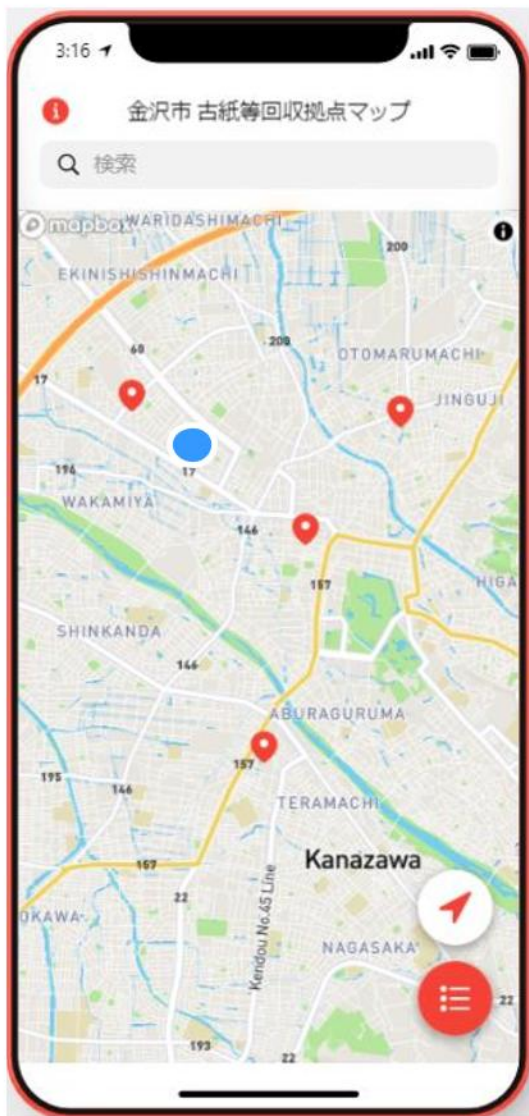 3:16
金沢市 古紙等回収拠点マップ
検索
mapbox
WARIDASHIMACHI
200
EKINISHISHINMACHI
60
200
OTOMARUMACHI
17
JINGUJI
17
196
WAKAMIYA
146
157
HIGA
SHINKANDA
146
ABURAGURUMA
157
195
146
TERAMACHI
157
Kanazawa
22
OKAWA
Kendou No.45 Line
NAGASAKA
22
193
22